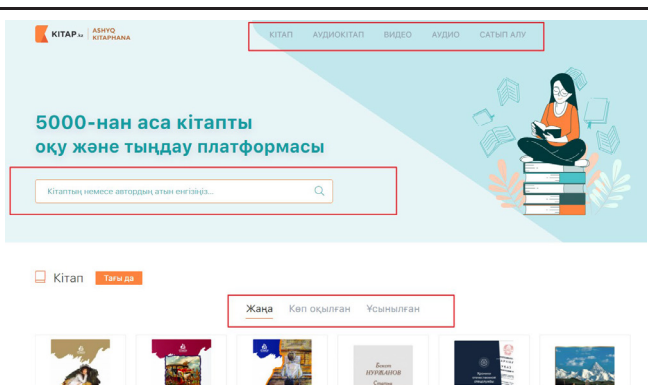 KITAP.kz
ASHYQ
KITAPHANA
КІТАП АУДИОКІТАП ВИДЕО АУДИО САТЫП АЛУ
5000-нан аса кітапты
оқу және тыңдау платформасы
Кітаптың немесе автордың атын енгізіңіз...
Кітап Тағы да
Жаңа Көп оқылған Ұсынылған
Бекет
НҰРЖАНОВ